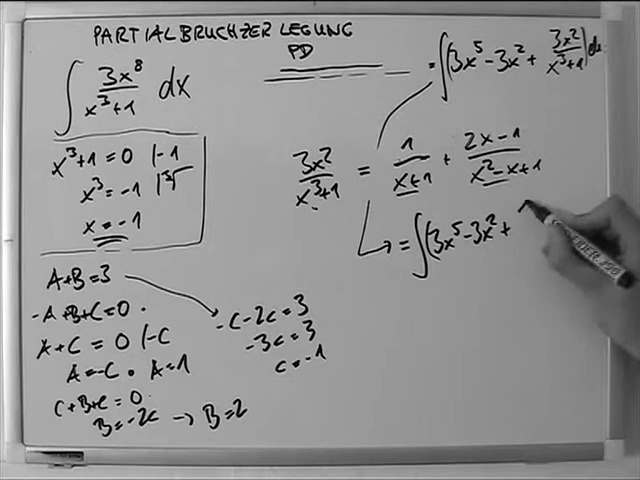 PARTIALBRUCHZERLEGUNG
PD
∫ 3x⁸/(x³+1) dx
= ∫(3x⁵-3x²+ 3x²/(x³+1))dx
x³+1=0 |-1
x³=-1 |³√
x=-1
3x²/(x³+1) = 1/(x+1) + (2x-1)/(x²-x+1)
→ = ∫(3x⁵-3x²+
A+B=3
-A+B+C=0
A+C=0 |-C
A=-C • A=1
C+B+C=0
B=-2C → B=2
-C-2C=3
-3C=3
C=-1